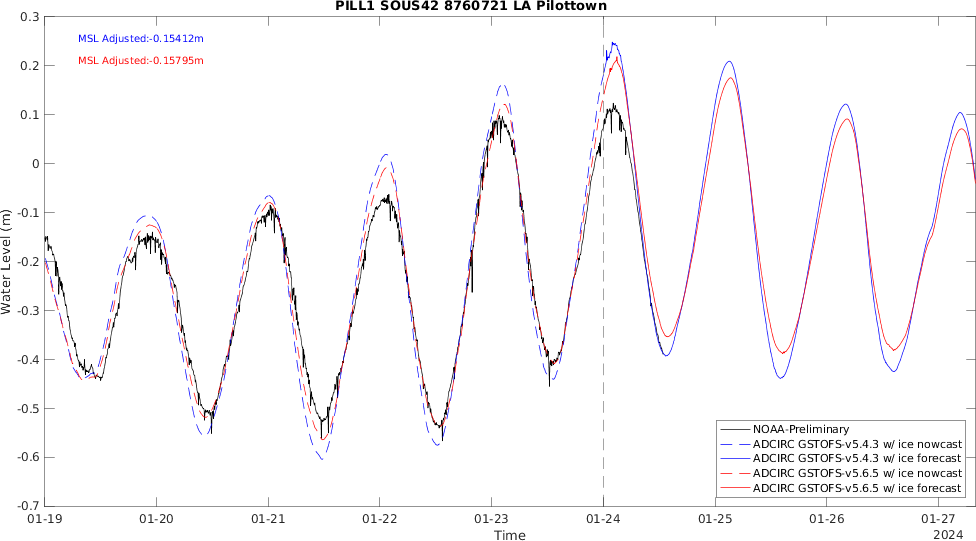 PILL1 SOUS42 8760721 LA Pilottown
MSL Adjusted:-0.15412m
MSL Adjusted:-0.15795m
0.3
0.2
0.1
0
-0.1
-0.2
-0.3
-0.4
-0.5
-0.6
-0.7
Water Level (m)
NOAA-Preliminary
ADCIRC GSTOFS-v5.4.3 w/ ice nowcast
ADCIRC GSTOFS-v5.4.3 w/ ice forecast
ADCIRC GSTOFS-v5.6.5 w/ ice nowcast
ADCIRC GSTOFS-v5.6.5 w/ ice forecast
01-19 01-20 01-21 01-22 01-23 01-24 01-25 01-26 01-27
Time 2024